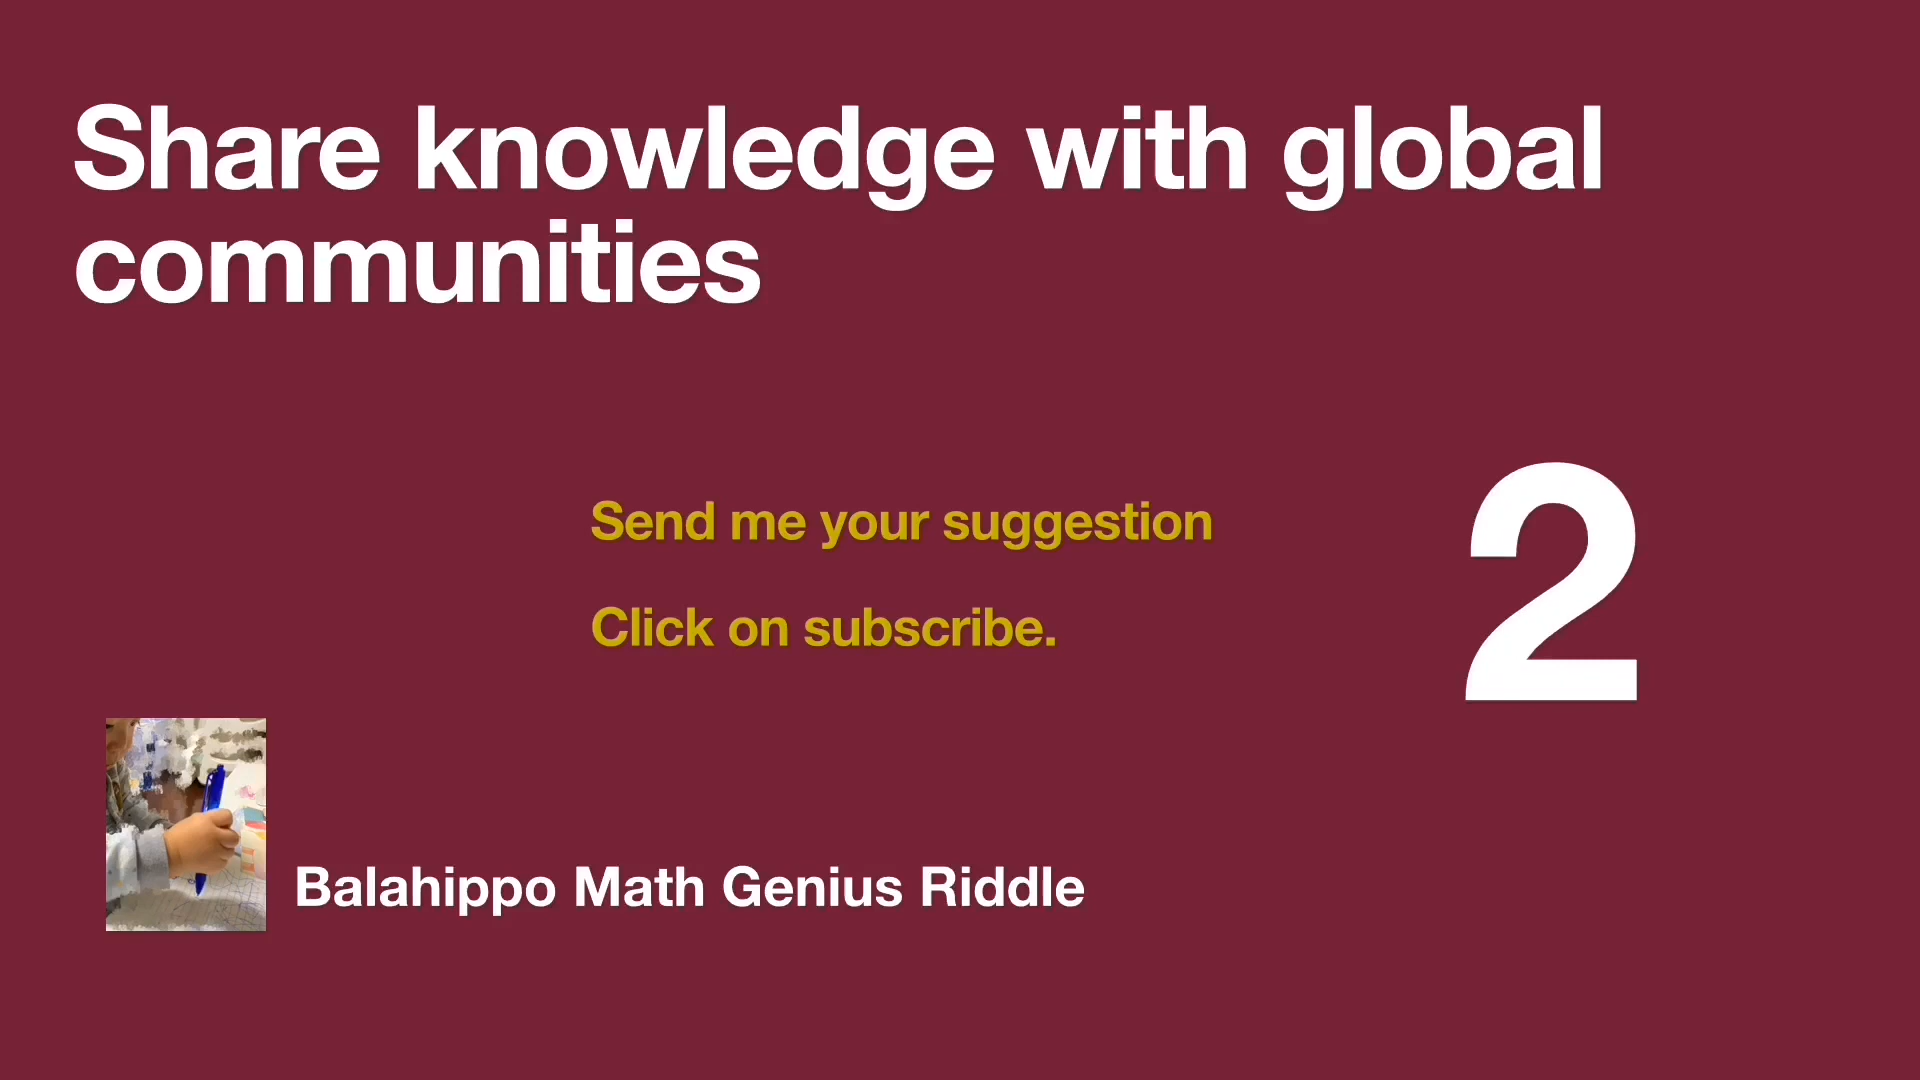 Share knowledge with global
communities
Send me your suggestion
2
Click on subscribe.
Balahippo Math Genius Riddle